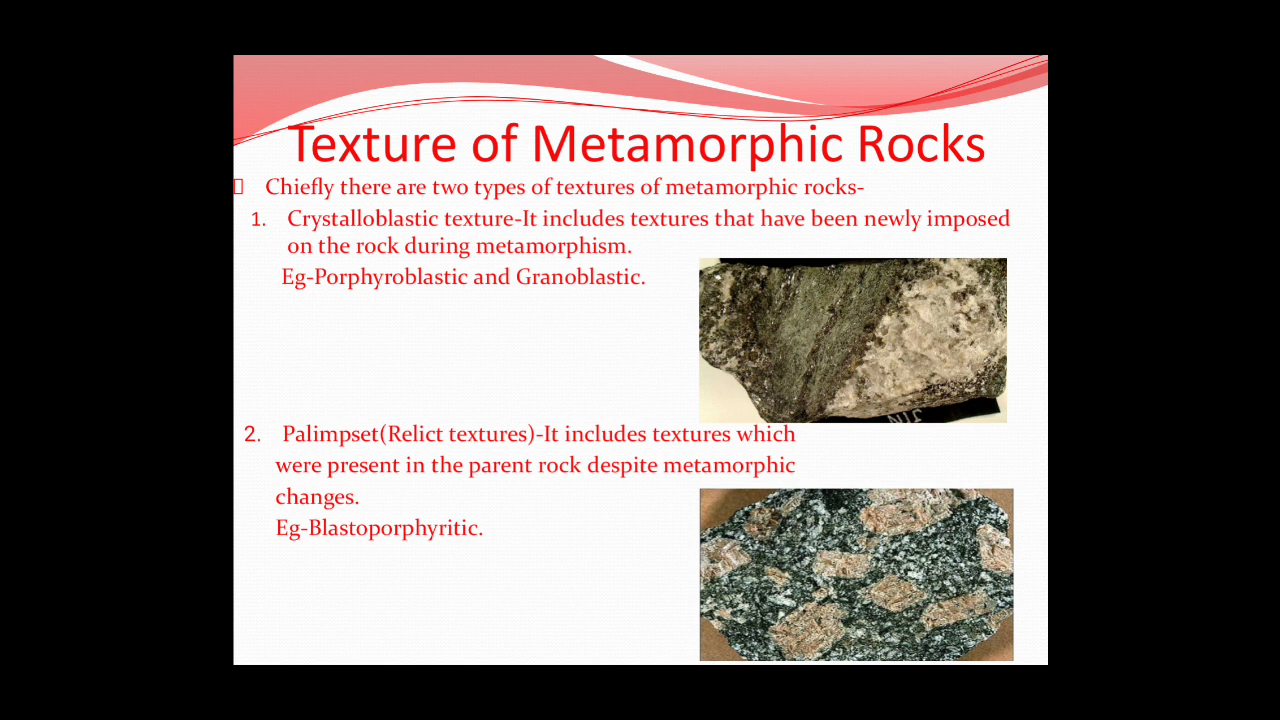 Texture of Metamorphic Rocks
Chiefly there are two types of textures of metamorphic rocks-
1. Crystalloblastic texture-It includes textures that have been newly imposed
on the rock during metamorphism.
Eg-Porphyroblastic and Granoblastic.
2. Palimpset(Relict textures)-It includes textures which
were present in the parent rock despite metamorphic
changes.
Eg-Blastoporphyritic.